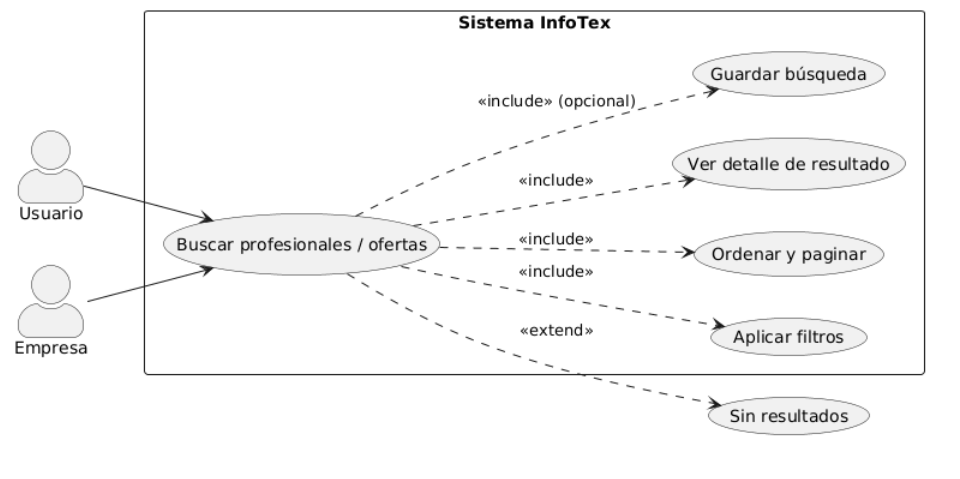 Sistema InfoTex
Guardar búsqueda
«include» (opcional)
Ver detalle de resultado
«include»
Usuario
Buscar profesionales / ofertas
«include»
Ordenar y paginar
«include»
Aplicar filtros
«extend»
Empresa
Sin resultados